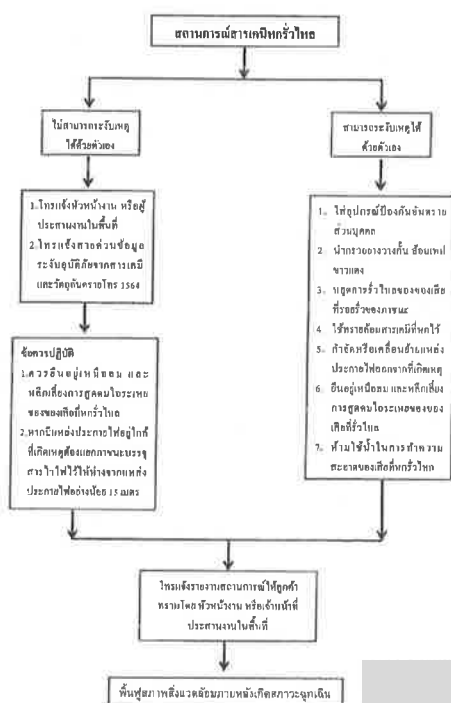 สถานการณ์สารเคมีหกรั่วไหล
ไม่สามารถระงับเหตุ
ได้ด้วยตัวเอง
สามารถระงับเหตุได้
ด้วยตัวเอง
1.โทรแจ้งหัวหน้างาน หรือผู้
ประสานงานในพื้นที่
2.โทรแจ้งสายด่วนข้อมูล
ระงับอุบัติภัยจากสารเคมี
และวัตถุอันตรายโทร 1564
ข้อควรปฏิบัติ
1.ควรยืนอยู่เหนือลม และ
หลีกเลี่ยงการสูดดมไอระเหย
ของของเสียที่หกรั่วไหล
2.หากมีแหล่งประกายไฟอยู่ใกล้
ที่เกิดเหตุต้องแยกภาชนะบรรจุ
สารไวไฟไว้ให้ห่างจากแหล่ง
ประกายไฟอย่างน้อย 15 เมตร
1. ใส่อุปกรณ์ป้องกันอันตราย
ส่วนบุคคล
2 นำกรวยยางวางกั้น ล้อมเทป
ขาวแดง
3. หยุดการรั่วไหลของของเสีย
ที่รอยรั่วของภาชนะ
4 ใช้ทรายล้อมสารเคมีที่หกไว้
5. กำจัดหรือเคลื่อนย้ายแหล่ง
ประกายไฟออกจากที่เกิดเหตุ
6 ยืนอยู่เหนือลม และหลีกเลี่ยง
การสูดดมไอระเหยของของ
เสียที่รั่วไหล
7. ห้ามใช้น้ำในการทำความ
สะอาดของเสียที่หกรั่วไหล
โทรแจ้งรายงานสถานการณ์ให้ลูกค้า
ทราบโดย หัวหน้างาน หรือเจ้าหน้าที่
ประสานงานในพื้นที่
ฟื้นฟูสภาพสิ่งแวดล้อมภายหลังเกิดสภาวะฉุกเฉิน